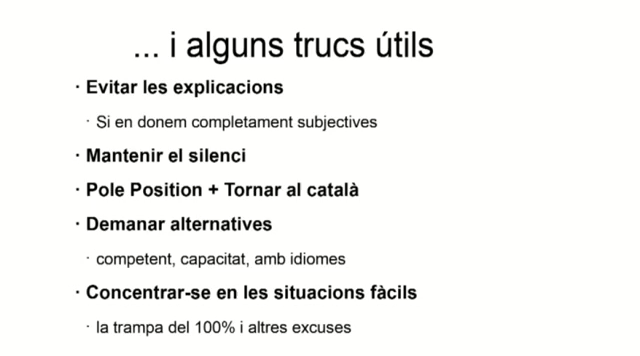 ... i alguns trucs útils
· Evitar les explicacions
· Si en donem completament subjectives
· Mantenir el silenci
· Pole Position + Tornar al català
· Demanar alternatives
· competent, capacitat, amb idiomes
· Concentrar-se en les situacions fàcils
· la trampa del 100% i altres excuses